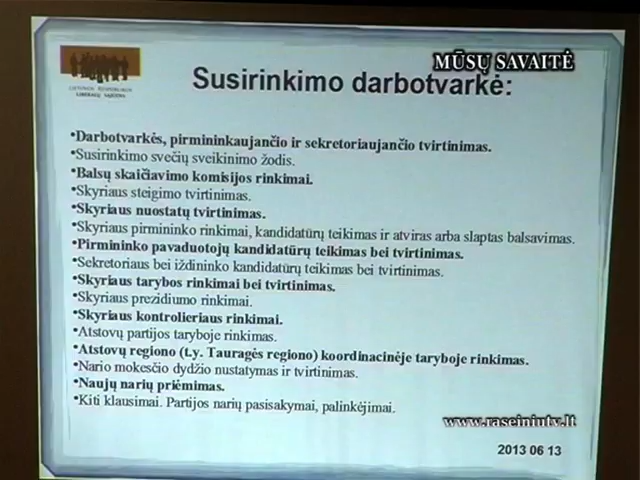 MŪSŲ SAVAITĖ
LIETUVOS RESPUBLIKOS
LIBERALŲ SĄJŪDIS
Susirinkimo darbotvarkė:
•Darbotvarkės, pirmininkaujančio ir sekretoriaujančio tvirtinimas.
•Susirinkimo svečių sveikinimo žodis.
•Balsų skaičiavimo komisijos rinkimai.
•Skyriaus steigimo tvirtinimas.
•Skyriaus nuostatų tvirtinimas.
•Skyriaus pirmininko rinkimai, kandidatūrų teikimas ir atviras arba slaptas balsavimas.
•Pirmininko pavaduotojų kandidatūrų teikimas bei tvirtinimas.
•Sekretoriaus bei iždininko kandidatūrų teikimas bei tvirtinimas.
•Skyriaus tarybos rinkimai bei tvirtinimas.
•Skyriaus prezidiumo rinkimai.
•Skyriaus kontrolieriaus rinkimai.
•Atstovų partijos taryboje rinkimas.
•Atstovų regiono (t.y. Tauragės regiono) koordinacinėje taryboje rinkimas.
•Nario mokesčio dydžio nustatymas ir tvirtinimas.
•Naujų narių priėmimas.
•Kiti klausimai. Partijos narių pasisakymai, palinkėjimai.
www.raseiniutv.lt
2013 06 13